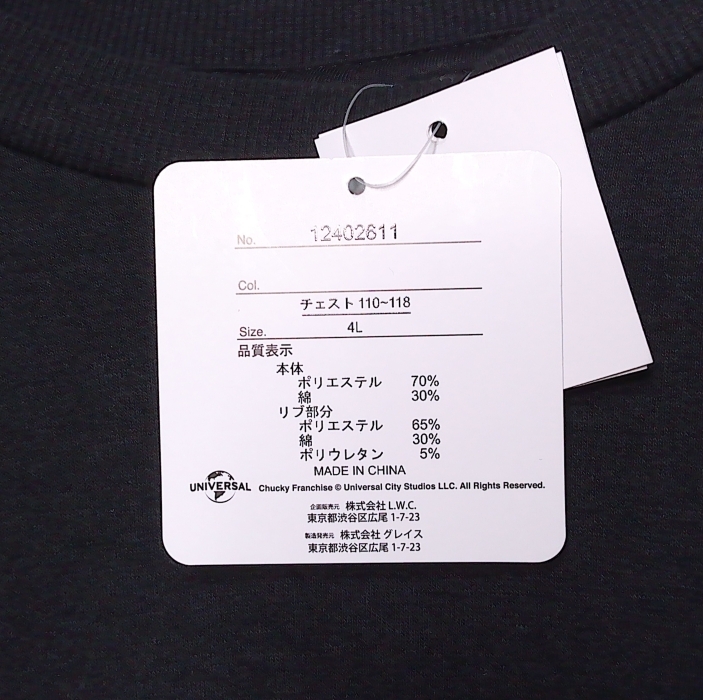 No. 12402611
Col.
チェスト 110~118
Size. 4L
品質表示
本体
ポリエステル 70%
綿 30%
リブ部分
ポリエステル 65%
綿 30%
ポリウレタン 5%
MADE IN CHINA
UNIVERSAL Chucky Franchise © Universal City Studios LLC. All Rights Reserved.
企画販売元 株式会社 L.W.C.
東京都渋谷区広尾 1-7-23
製造発売元 株式会社 グレイス
東京都渋谷区広尾 1-7-23